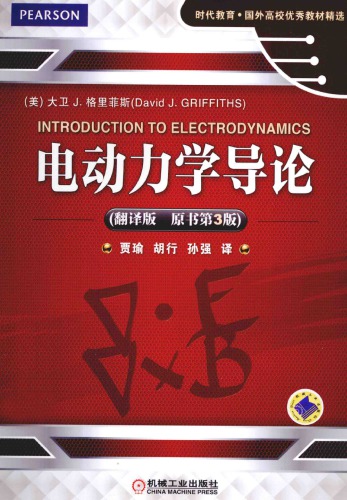 PEARSON
时代教育·国外高校优秀教材精选
(美) 大卫 J. 格里菲斯(David J. GRIFFITHS)
INTRODUCTION TO ELECTRODYNAMICS
电动力学导论
(翻译版 原书第3版)
贾瑜 胡行 孙强 译
机械工业出版社
CHINA MACHINE PRESS